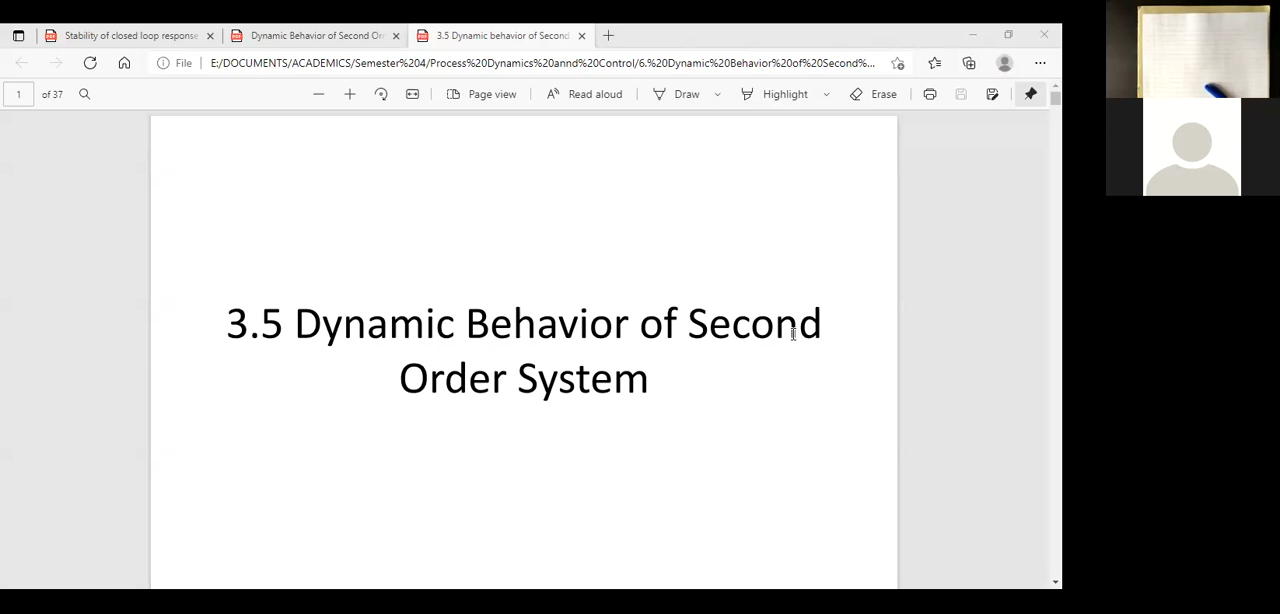 Stability of closed loop response
Dynamic Behavior of Second Or
3.5 Dynamic behavior of Second
File
E:/DOCUMENTS/ACADEMICS/Semester%204/Process%20Dynamics%20annd%20Control/6.%20Dynamic%20Behavior%20of%20Second%...
1 of 37
Page view
Read aloud
Draw
Highlight
Erase
3.5 Dynamic Behavior of Second
Order System